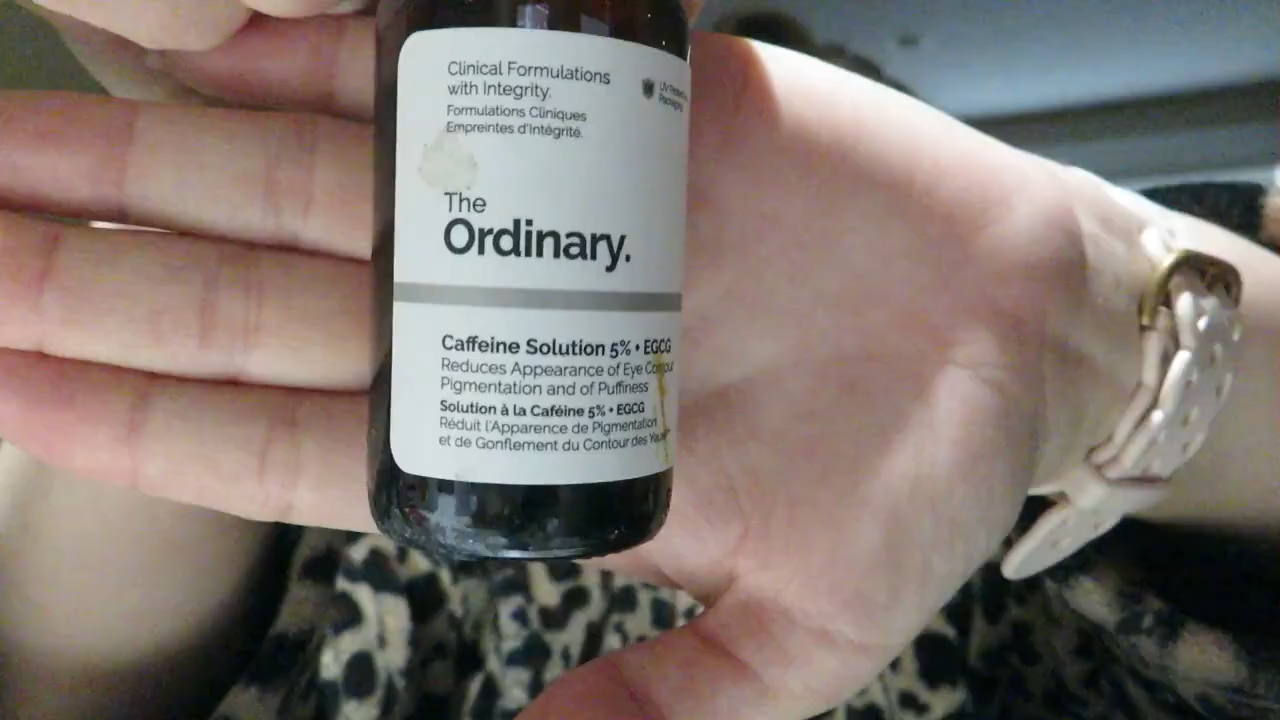 Clinical Formulations
with Integrity.
Formulations Cliniques
Empreintes d'Intégrité.
UV
The
Ordinary.
Caffeine Solution 5% + EGCG
Reduces Appearance of Eye Contour
Pigmentation and of Puffiness
Solution à la Caféine 5% + EGCG
Réduit l'Apparence de Pigmentation
et de Gonflement du Contour des Yeux